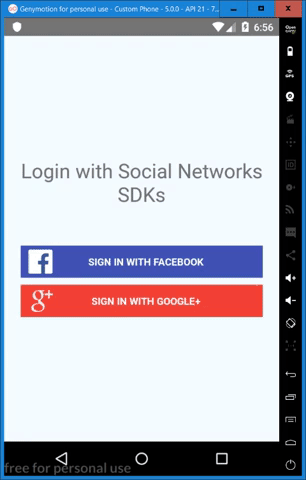 Genymotion for personal use - Custom Phone - 5.0.0 - API 21 - 7...
6:56
Login with Social Networks
SDKs
f
SIGN IN WITH FACEBOOK
g+
SIGN IN WITH GOOGLE+
free for personal use